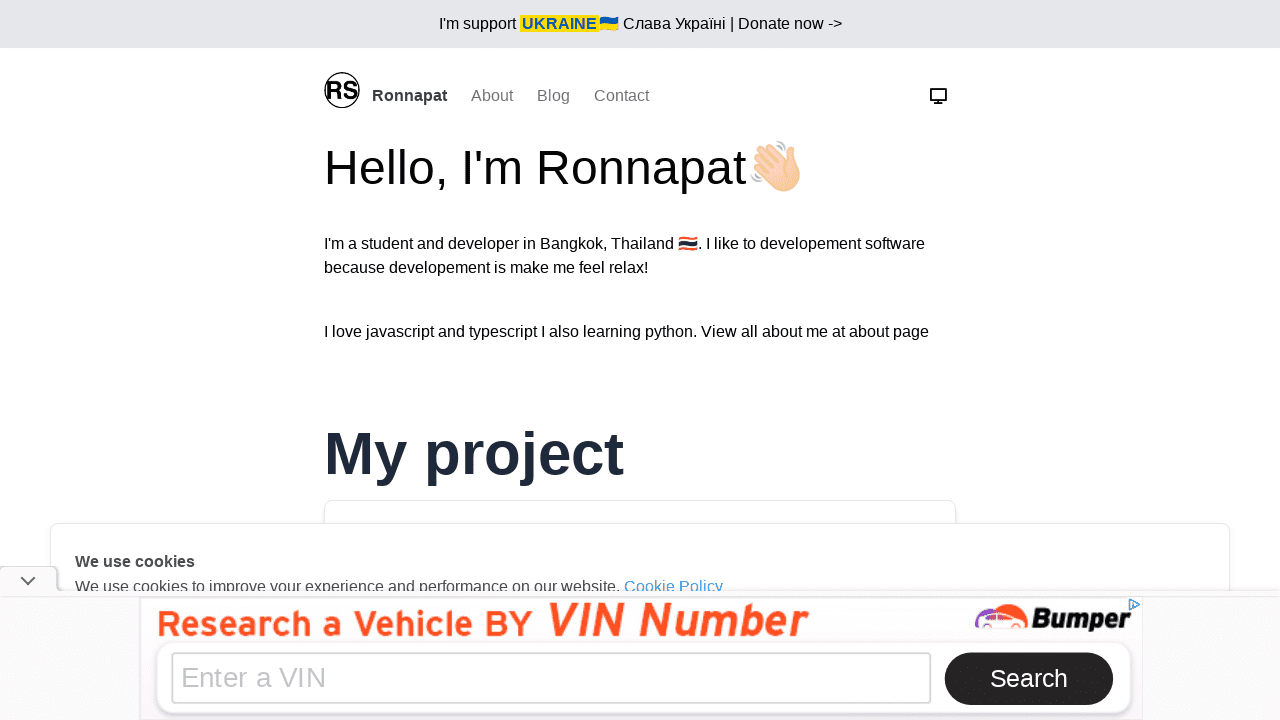 I'm support UKRAINE🇺🇦 Слава Україні | Donate now ->
RS Ronnapat About Blog Contact
Hello, I'm Ronnapat👋🏻
I'm a student and developer in Bangkok, Thailand 🇹🇭. I like to developement software
because developement is make me feel relax!
I love javascript and typescript I also learning python. View all about me at about page
My project
We use cookies
We use cookies to improve your experience and performance on our website. Cookie Policy
Research a Vehicle BY VIN Number
Bumper
Enter a VIN
Search